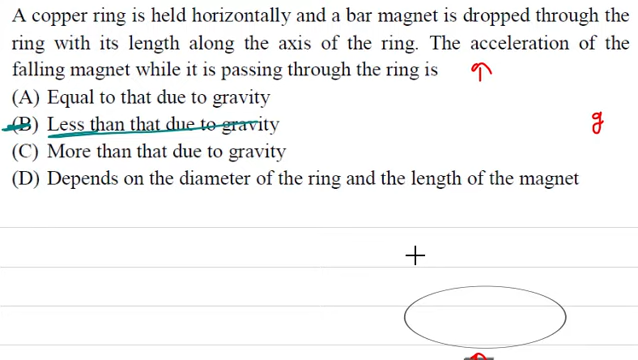 A copper ring is held horizontally and a bar magnet is dropped through the
ring with its length along the axis of the ring. The acceleration of the
falling magnet while it is passing through the ring is
(A) Equal to that due to gravity
(B) Less than that due to gravity
g
(C) More than that due to gravity
(D) Depends on the diameter of the ring and the length of the magnet